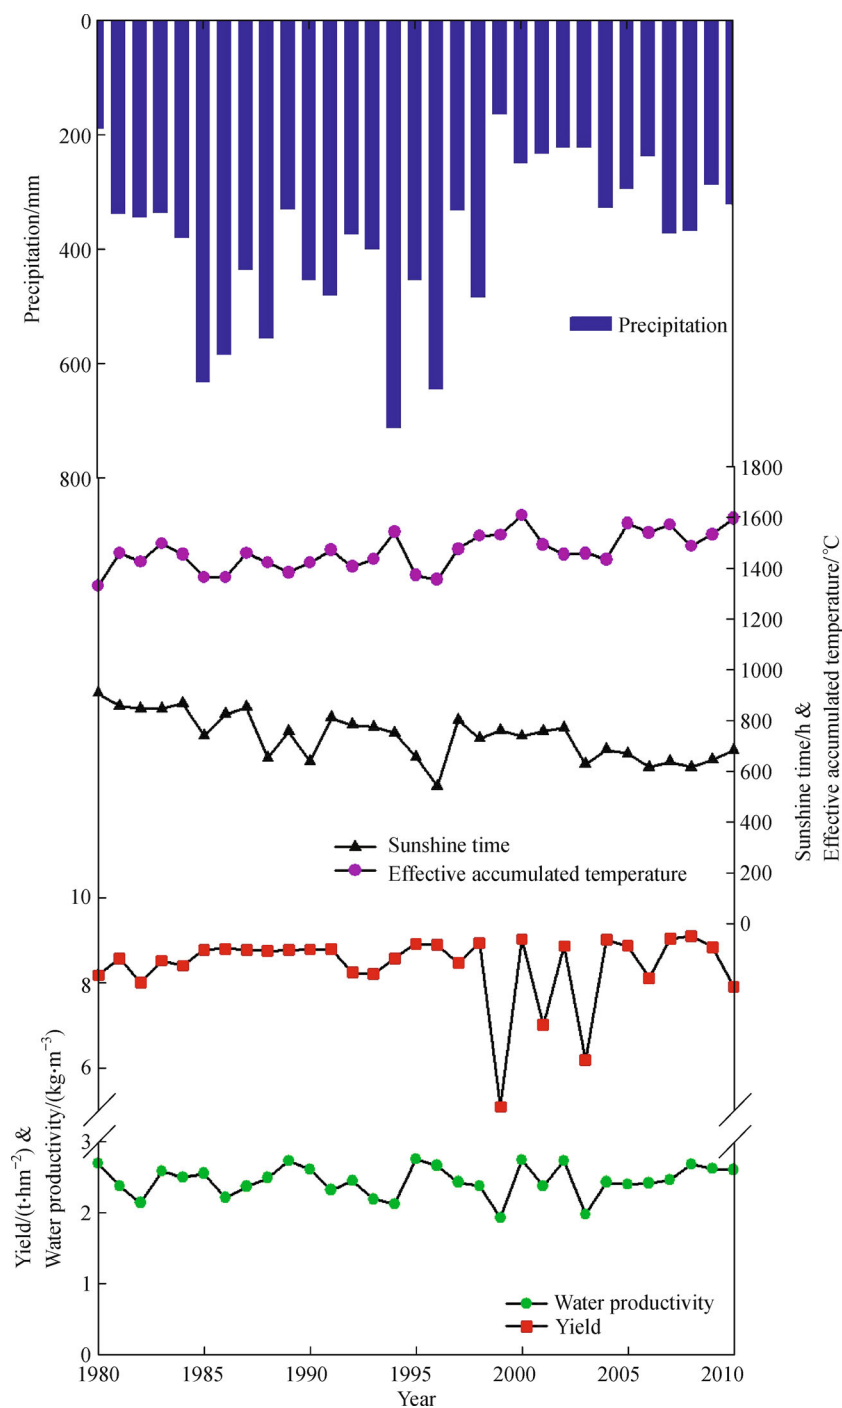 0
200
400
600
800
Precipitation/mm
Precipitation
1800
1600
1400
1200
1000
800
600
400
200
0
Sunshine time/h &
Effective accumulated temperature/℃
Sunshine time
Effective accumulated temperature
10
8
6
3
2
1
0
Yield/(t·hm⁻²) &
Water productivity/(kg·m⁻³)
Water productivity
Yield
1980 1985 1990 1995 2000 2005 2010
Year